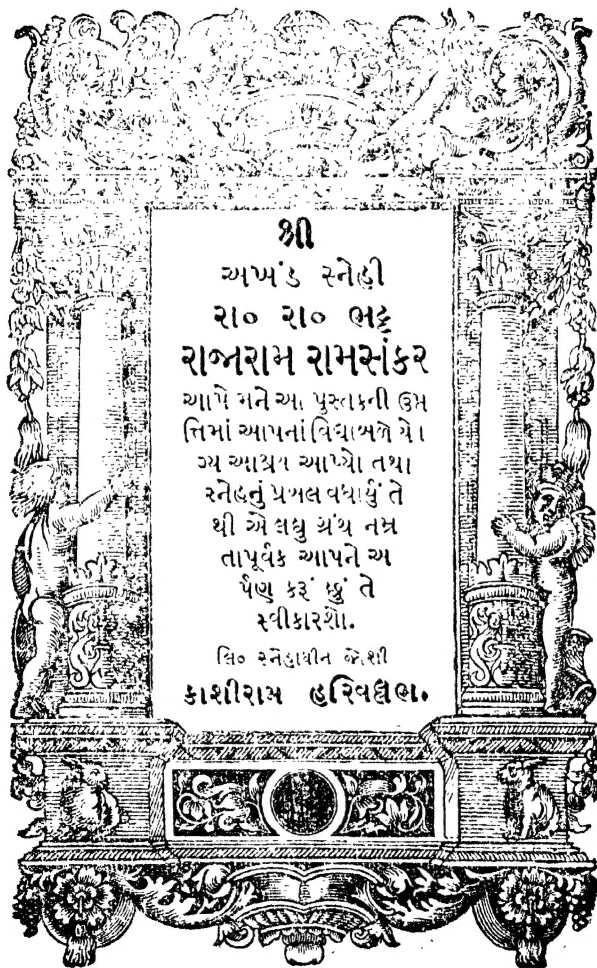 શ્રી
અખંડ સ્નેહી
રા૦ રા૦ ભટ્ટ
રાજારામ રામસંકર
આપે મને આ પુસ્તકની ઉત્પ
ત્તિમાં આપનાં વિદ્યાબળે યો
ગ્ય આશ્રય આપ્યો તથા
સ્નેહનું પ્રબલ વધાર્યું તે
થી એ લઘુ ગ્રંથ નમ્ર
તાપૂર્વક આપને અ
ર્પણ કરૂં છું તે
સ્વીકારશો.
લિ૦ સ્નેહાધીન જોશી
કાશીરામ હરિવલ્લભ.